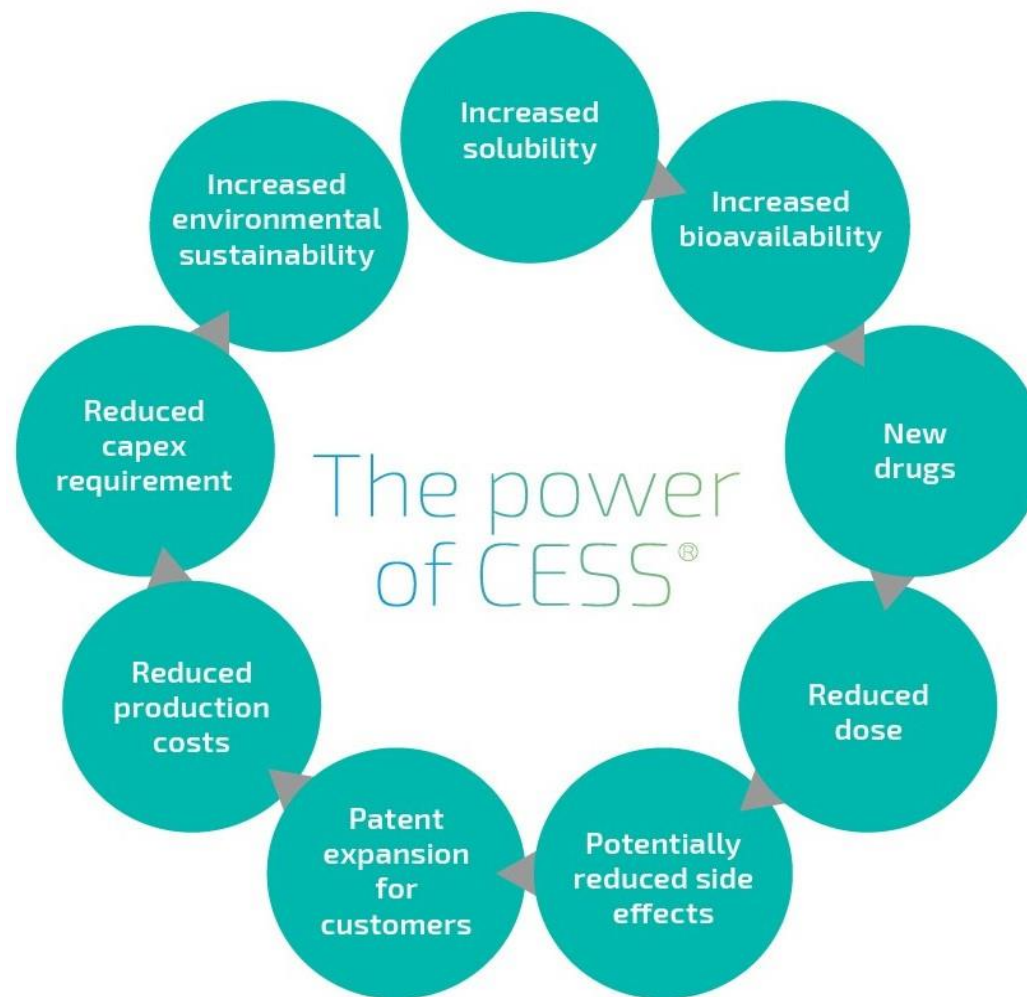 Increased
solubility
Increased
bioavailability
New
drugs
Reduced
dose
Potentially
reduced side
effects
Patent
expansion
for
customers
Reduced
production
costs
Reduced
capex
requirement
Increased
environmental
sustainability
The power
of CESS®